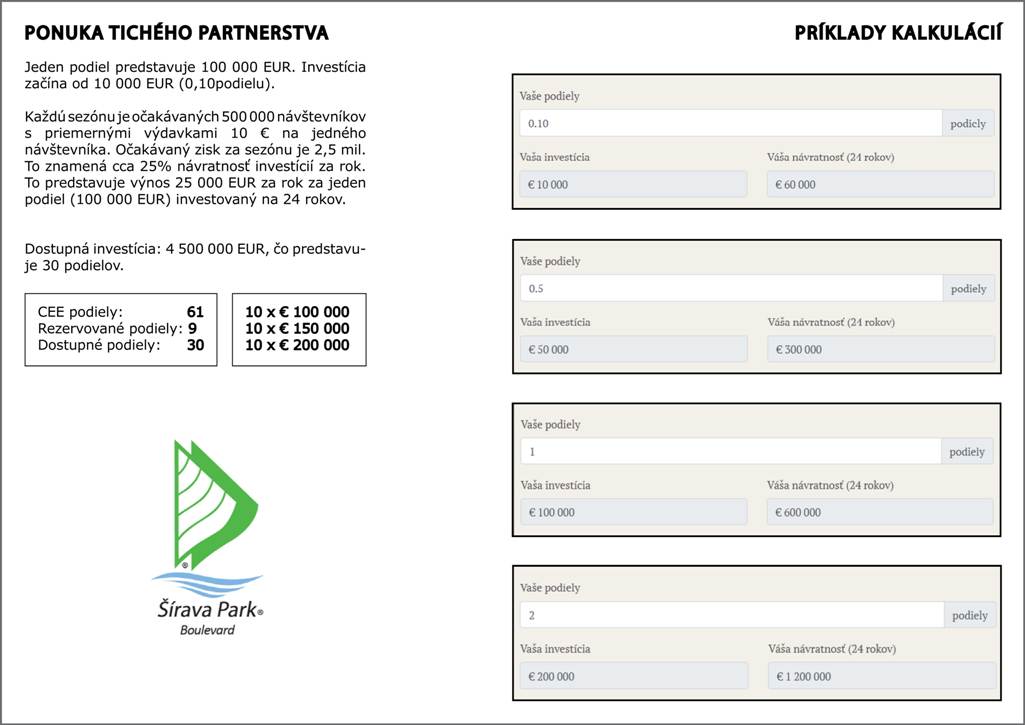 PONUKA TICHÉHO PARTNERSTVA
Jeden podiel predstavuje 100 000 EUR. Investícia
začína od 10 000 EUR (0,10podielu).
Každú sezónu je očakávaných 500 000 návštevníkov
s priemernými výdavkami 10 € na jedného
návštevníka. Očakávaný zisk za sezónu je 2,5 mil.
To znamená cca 25% návratnosť investícií za rok.
To predstavuje výnos 25 000 EUR za rok za jeden
podiel (100 000 EUR) investovaný na 24 rokov.
Dostupná investícia: 4 500 000 EUR, čo predstavu-
je 30 podielov.
CEE podiely: 61
Rezervované podiely: 9
Dostupné podiely: 30
10 x € 100 000
10 x € 150 000
10 x € 200 000
®
Šírava Park®
Boulevard
PRÍKLADY KALKULÁCIÍ
Vaše podiely
0.10 podiely
Vaša investícia Váša návratnosť (24 rokov)
€ 10 000 € 60 000
Vaše podiely
0.5 podiely
Vaša investícia Váša návratnosť (24 rokov)
€ 50 000 € 300 000
Vaše podiely
1 podiely
Vaša investícia Váša návratnosť (24 rokov)
€ 100 000 € 600 000
Vaše podiely
2 podiely
Vaša investícia Váša návratnosť (24 rokov)
€ 200 000 € 1 200 000